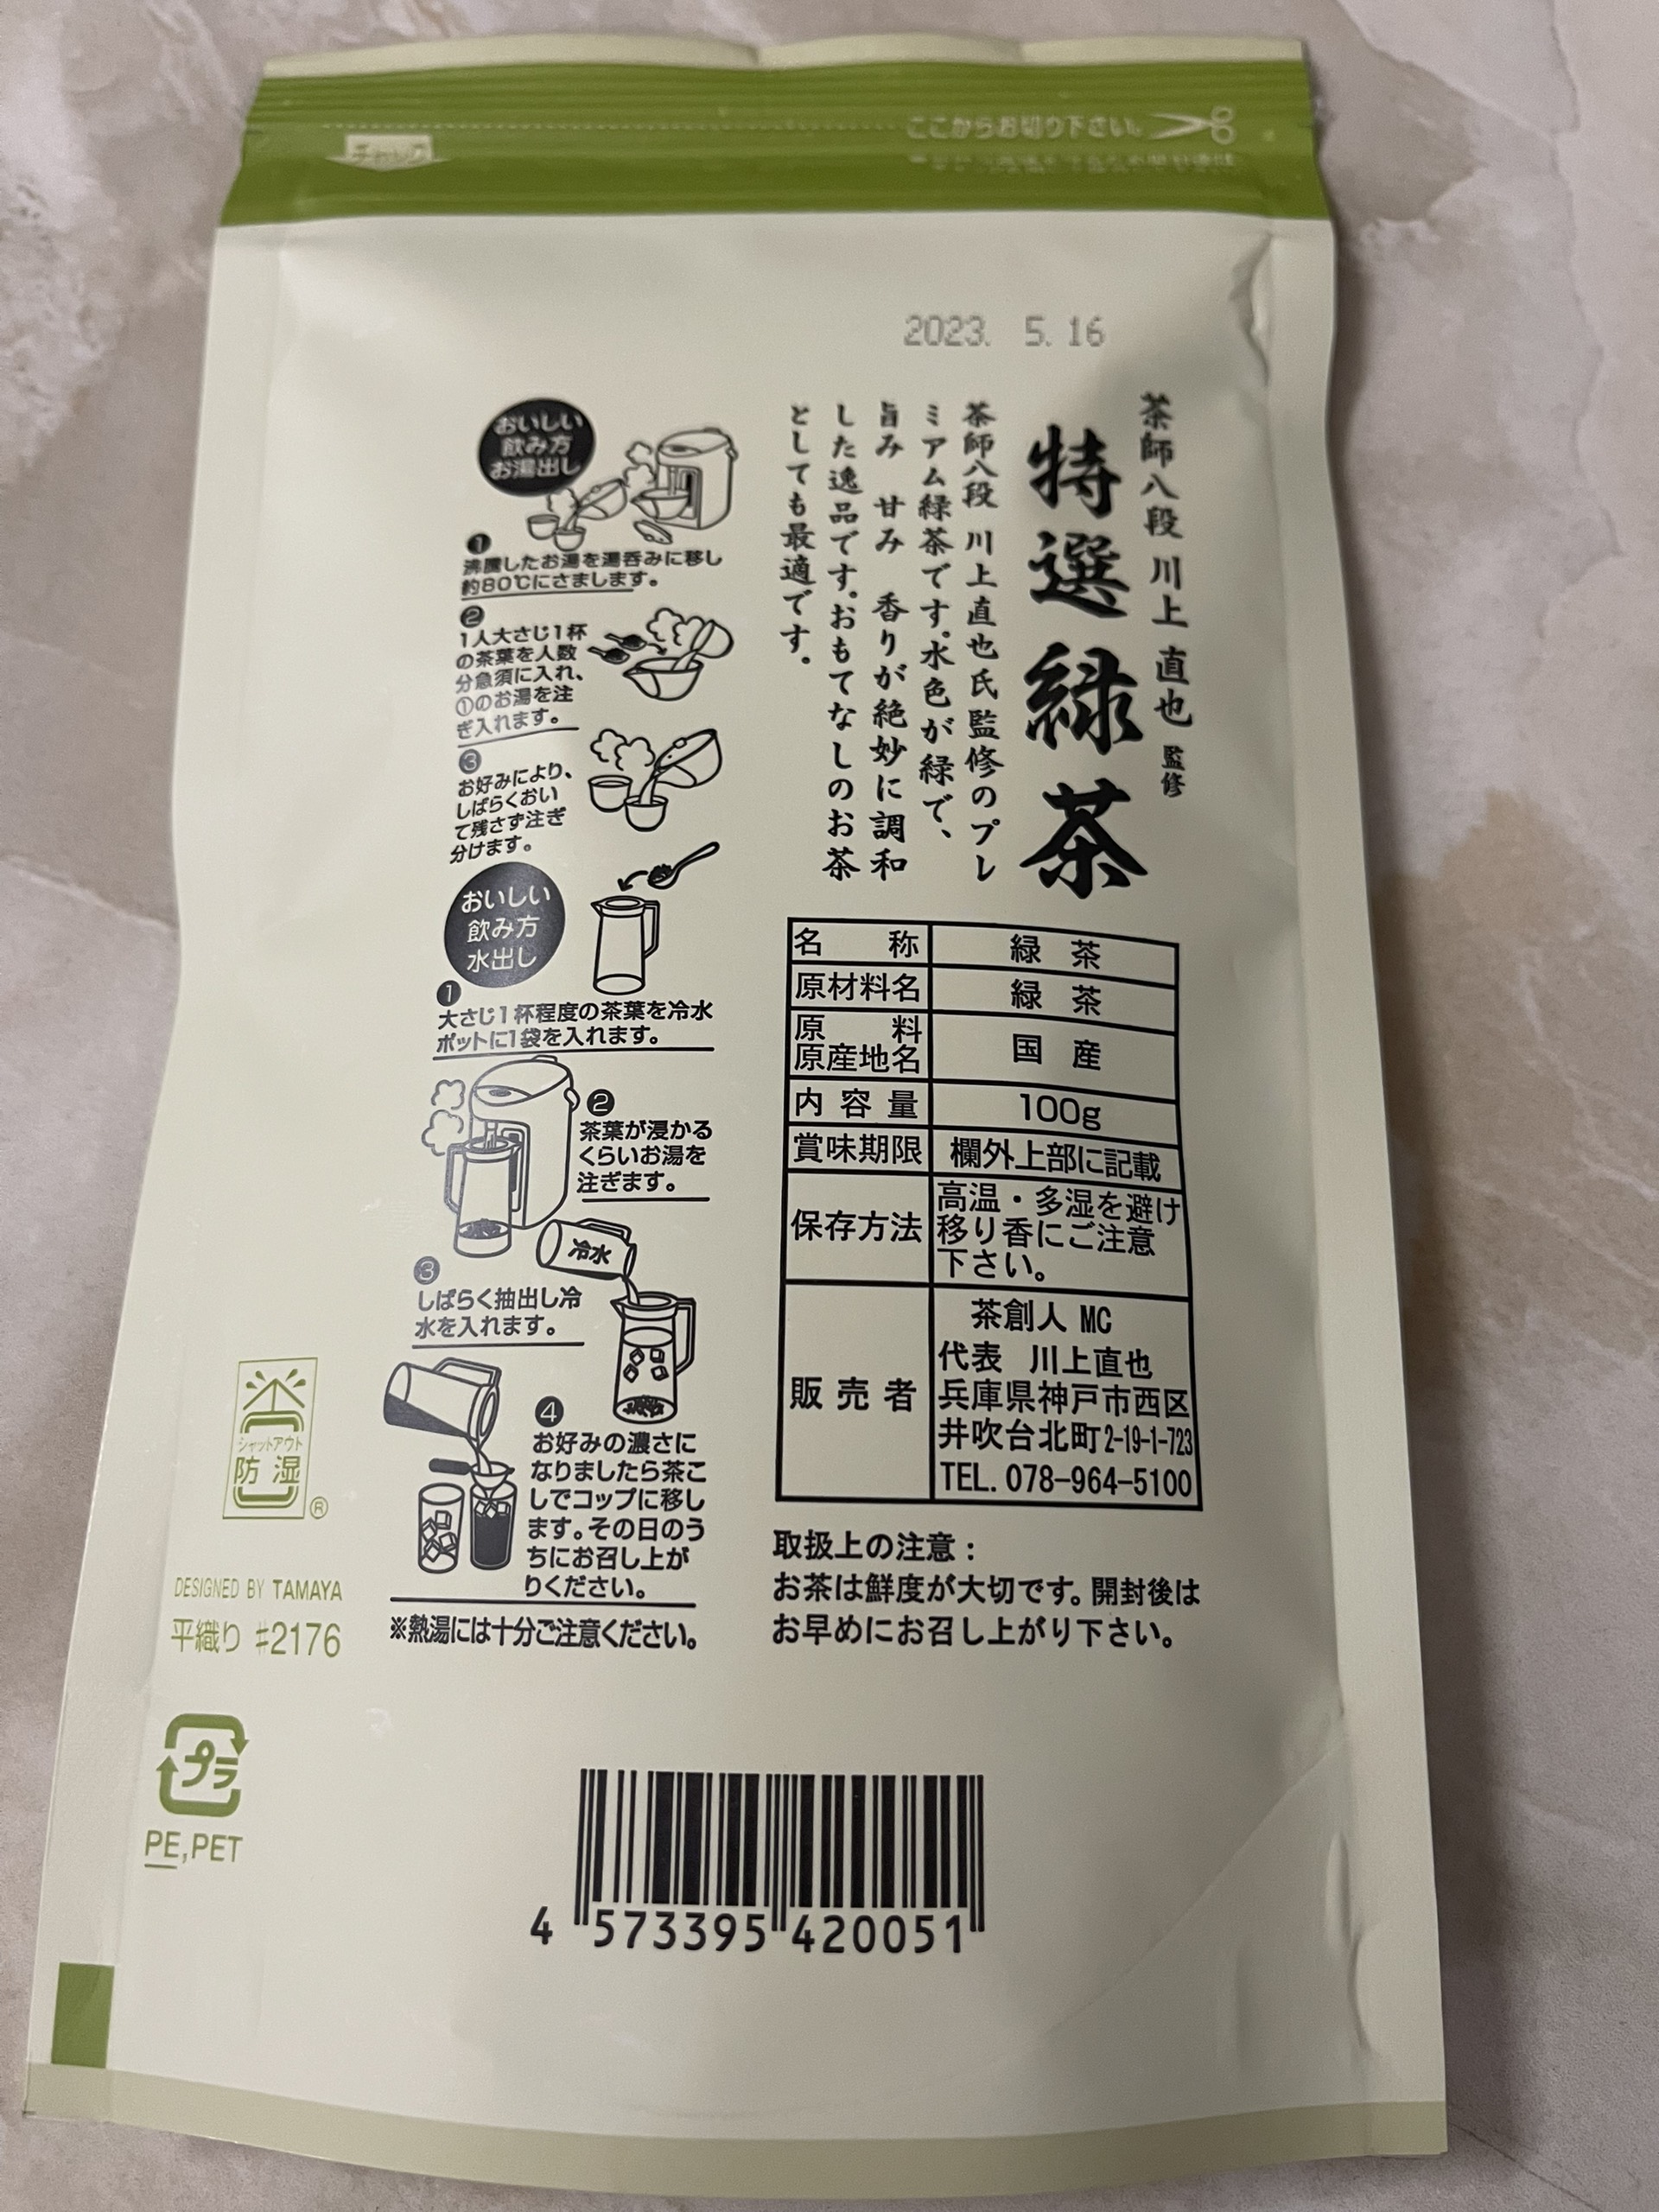 ここからお切り下さい。
チャック
2023. 5. 16
茶師八段 川上 直也 監修
特選緑茶
茶師八段 川上直也氏監修のプレ
ミアム緑茶です。水色が緑で、
旨み 甘み 香りが絶妙に調和
した逸品です。おもてなしのお茶
としても最適です。
おいしい
飲み方
お湯出し
1
沸騰したお湯を湯呑みに移し
約80℃にさまします。
2
1人大さじ1杯
の茶葉を人数
分急須に入れ、
①のお湯を注
ぎ入れます。
3
お好みにより、
しばらくおい
て残さず注ぎ
分けます。
おいしい
飲み方
水出し
1
大さじ1杯程度の茶葉を冷水
ポットに1袋を入れます。
2
茶葉が浸かる
くらいお湯を
注ぎます。
冷水
3
しばらく抽出し冷
水を入れます。
4
お好みの濃さに
なりましたら茶こ
しでコップに移し
ます。その日のう
ちにお召し上が
りください。
※熱湯には十分ご注意ください。
名称 緑茶
原材料名 緑茶
原料
原産地名 国産
内容量 100g
賞味期限 欄外上部に記載
保存方法 高温・多湿を避け
移り香にご注意
下さい。
販売者 茶創人 MC
代表 川上直也
兵庫県神戸市西区
井吹台北町2-19-1-723
TEL. 078-964-5100
取扱上の注意：
お茶は鮮度が大切です。開封後は
お早めにお召し上がり下さい。
シャットアウト
防湿
®
DESIGNED BY TAMAYA
平織り #2176
プラ
PE,PET
4 573395 420051